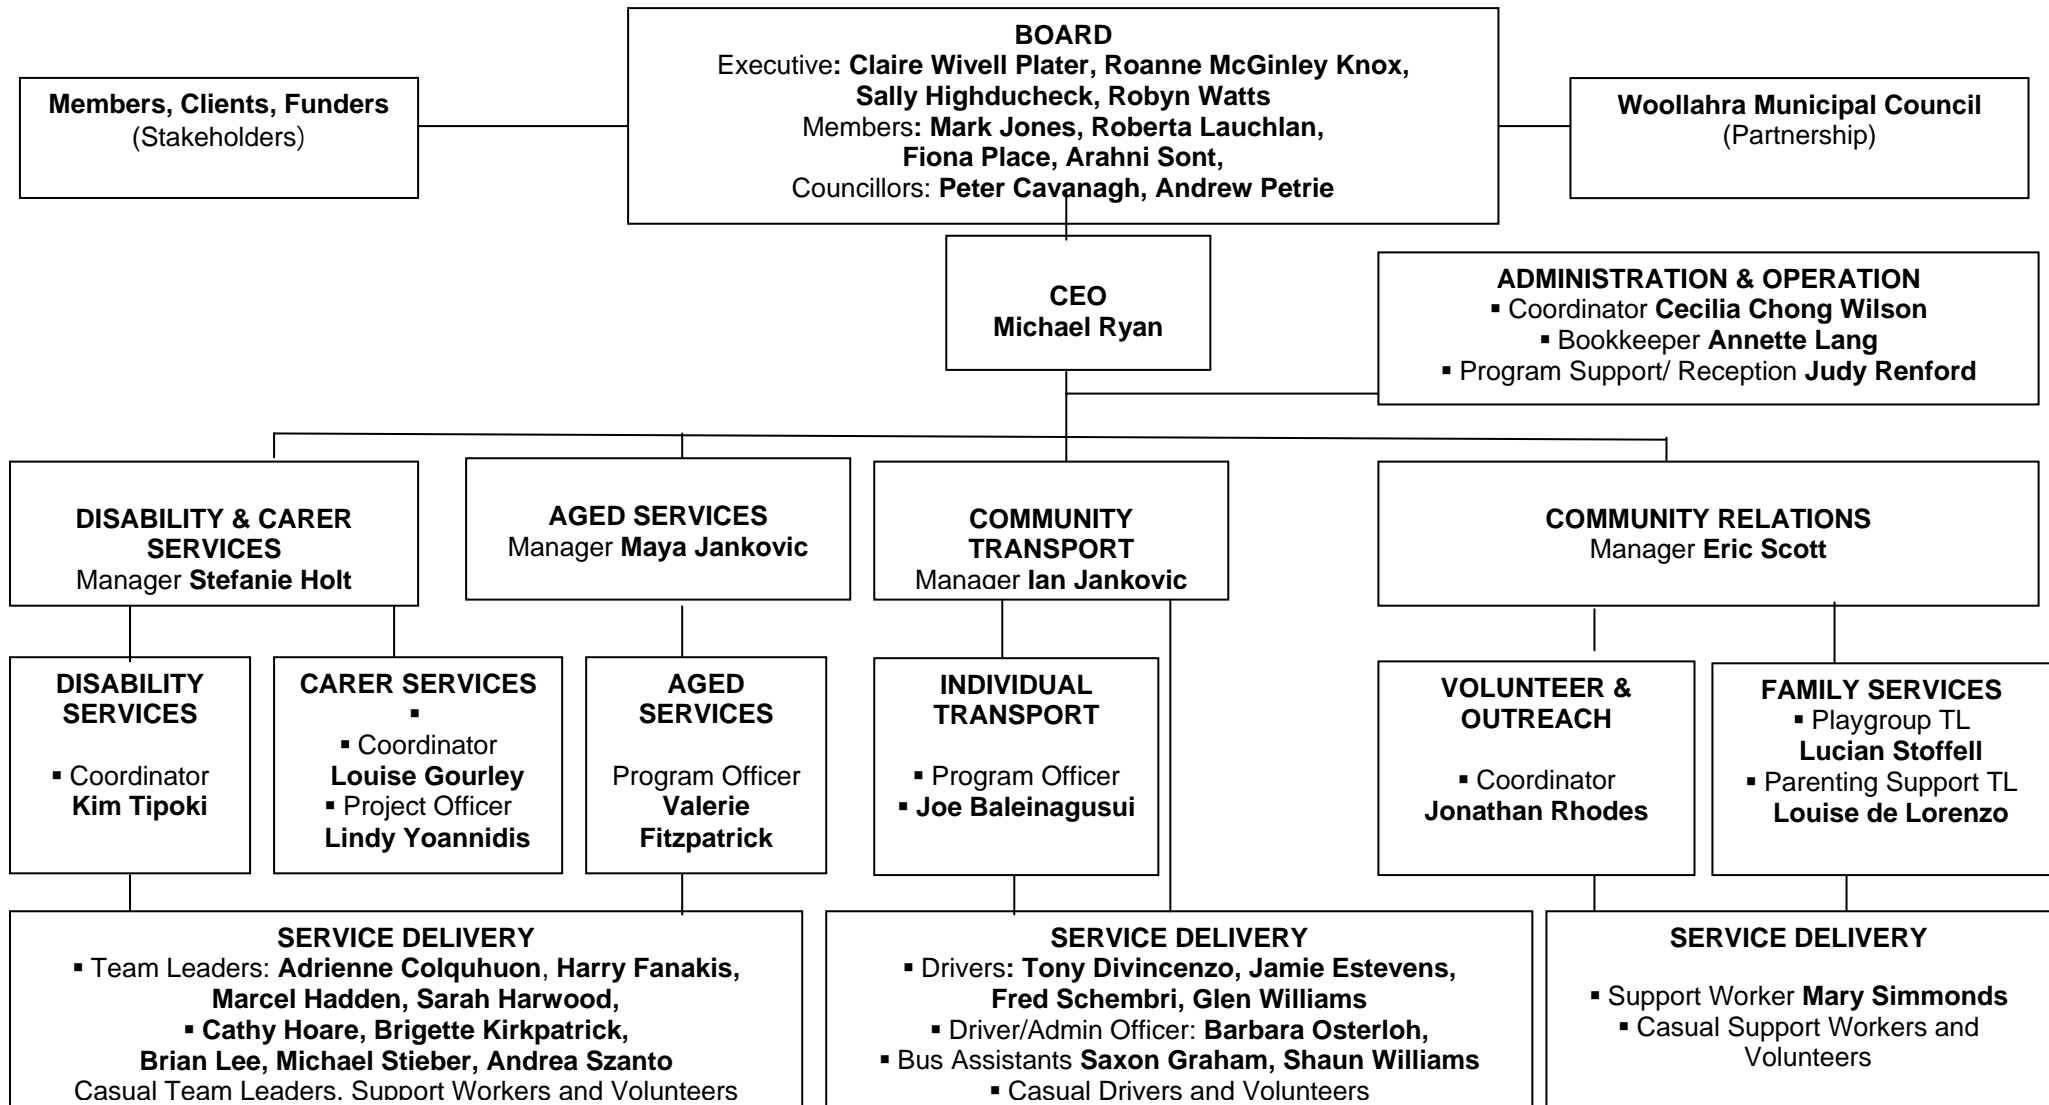 BOARD
Executive: Claire Wivell Plater, Roanne McGinley Knox,
Sally Highducheck, Robyn Watts
Members: Mark Jones, Roberta Lauchlan,
Fiona Place, Arahni Sont,
Councillors: Peter Cavanagh, Andrew Petrie
Members, Clients, Funders
(Stakeholders)
Woollahra Municipal Council
(Partnership)
CEO
Michael Ryan
ADMINISTRATION & OPERATION
▪ Coordinator Cecilia Chong Wilson
▪ Bookkeeper Annette Lang
▪ Program Support/ Reception Judy Renford
DISABILITY & CARER
SERVICES
Manager Stefanie Holt
AGED SERVICES
Manager Maya Jankovic
COMMUNITY
TRANSPORT
Manager Ian Jankovic
COMMUNITY RELATIONS
Manager Eric Scott
DISABILITY
SERVICES
▪ Coordinator
Kim Tipoki
CARER SERVICES
▪
▪ Coordinator
Louise Gourley
▪ Project Officer
Lindy Yoannidis
AGED
SERVICES
Program Officer
Valerie
Fitzpatrick
INDIVIDUAL
TRANSPORT
▪ Program Officer
▪ Joe Baleinagusui
VOLUNTEER &
OUTREACH
▪ Coordinator
Jonathan Rhodes
FAMILY SERVICES
▪ Playgroup TL
Lucian Stoffell
▪ Parenting Support TL
Louise de Lorenzo
SERVICE DELIVERY
▪ Team Leaders: Adrienne Colquhuon, Harry Fanakis,
Marcel Hadden, Sarah Harwood,
▪ Cathy Hoare, Brigette Kirkpatrick,
Brian Lee, Michael Stieber, Andrea Szanto
Casual Team Leaders, Support Workers and Volunteers
SERVICE DELIVERY
▪ Drivers: Tony Divincenzo, Jamie Estevens,
Fred Schembri, Glen Williams
▪ Driver/Admin Officer: Barbara Osterloh,
▪ Bus Assistants Saxon Graham, Shaun Williams
▪ Casual Drivers and Volunteers
SERVICE DELIVERY
▪ Support Worker Mary Simmonds
▪ Casual Support Workers and
Volunteers